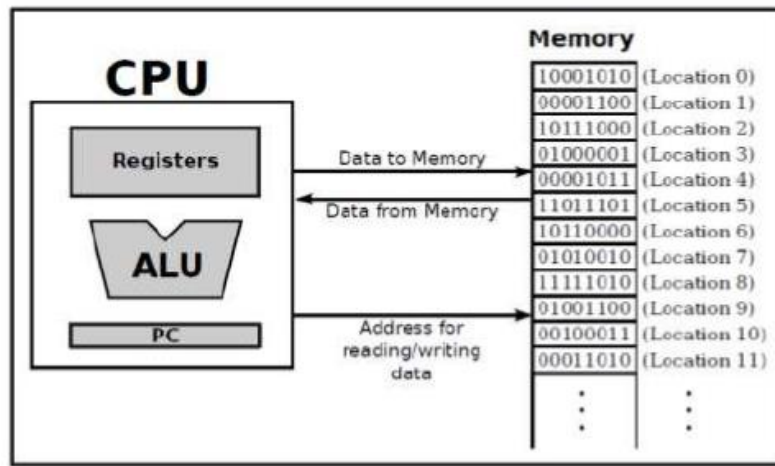 Memory
CPU
10001010 (Location 0)
00001100 (Location 1)
10111000 (Location 2)
01000001 (Location 3)
00001011 (Location 4)
11011101 (Location 5)
10110000 (Location 6)
01010010 (Location 7)
11111010 (Location 8)
01001100 (Location 9)
00100011 (Location 10)
00011010 (Location 11)
Registers
ALU
PC
Data to Memory
Data from Memory
Address for
reading/writing
data